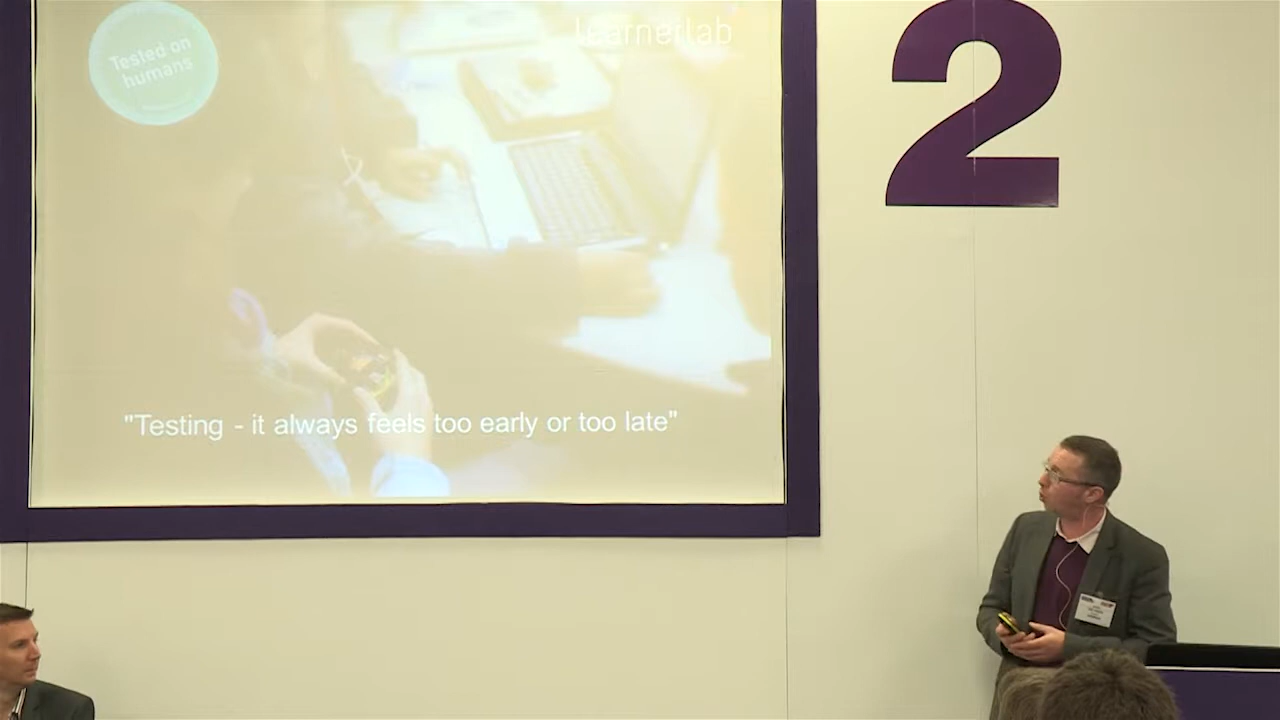 Tested on
humans
learnerlab
2
"Testing - it always feels too early or too late"